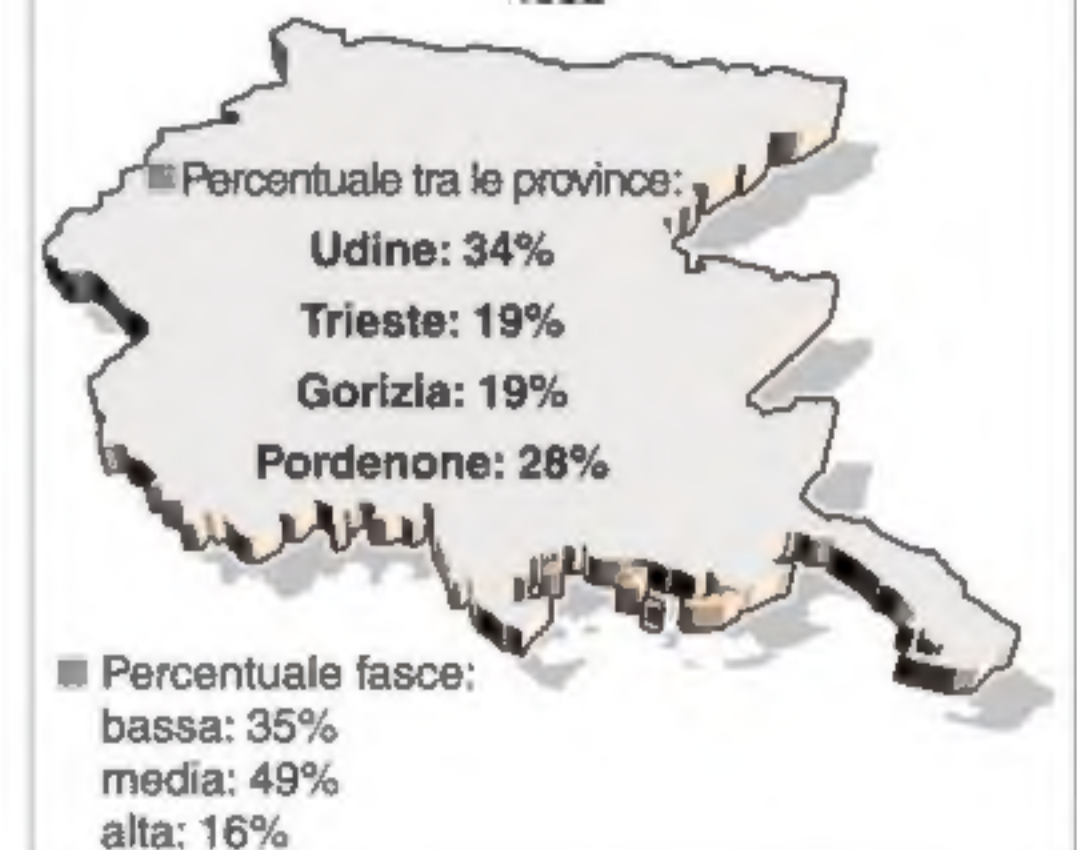 Percentuale tra le province:
Udine: 34%
Trieste: 19%
Gorizia: 19%
Pordenone: 28%
Percentuale fasce:
bassa: 35%
media: 49%
alta: 16%